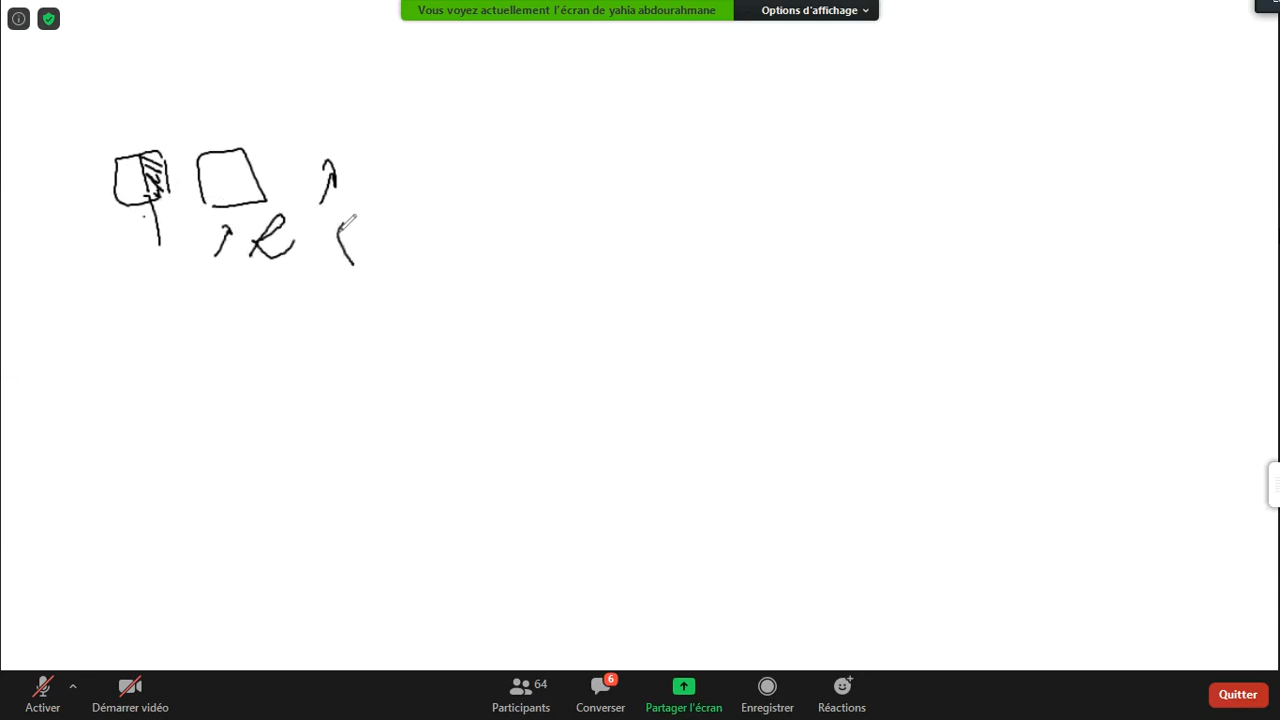 Vous voyez actuellement l'écran de yahia abdourahmane Options d'affichage
Activer Démarrer vidéo 64 Participants 6 Converser Partager l'écran Enregistrer Réactions Quitter